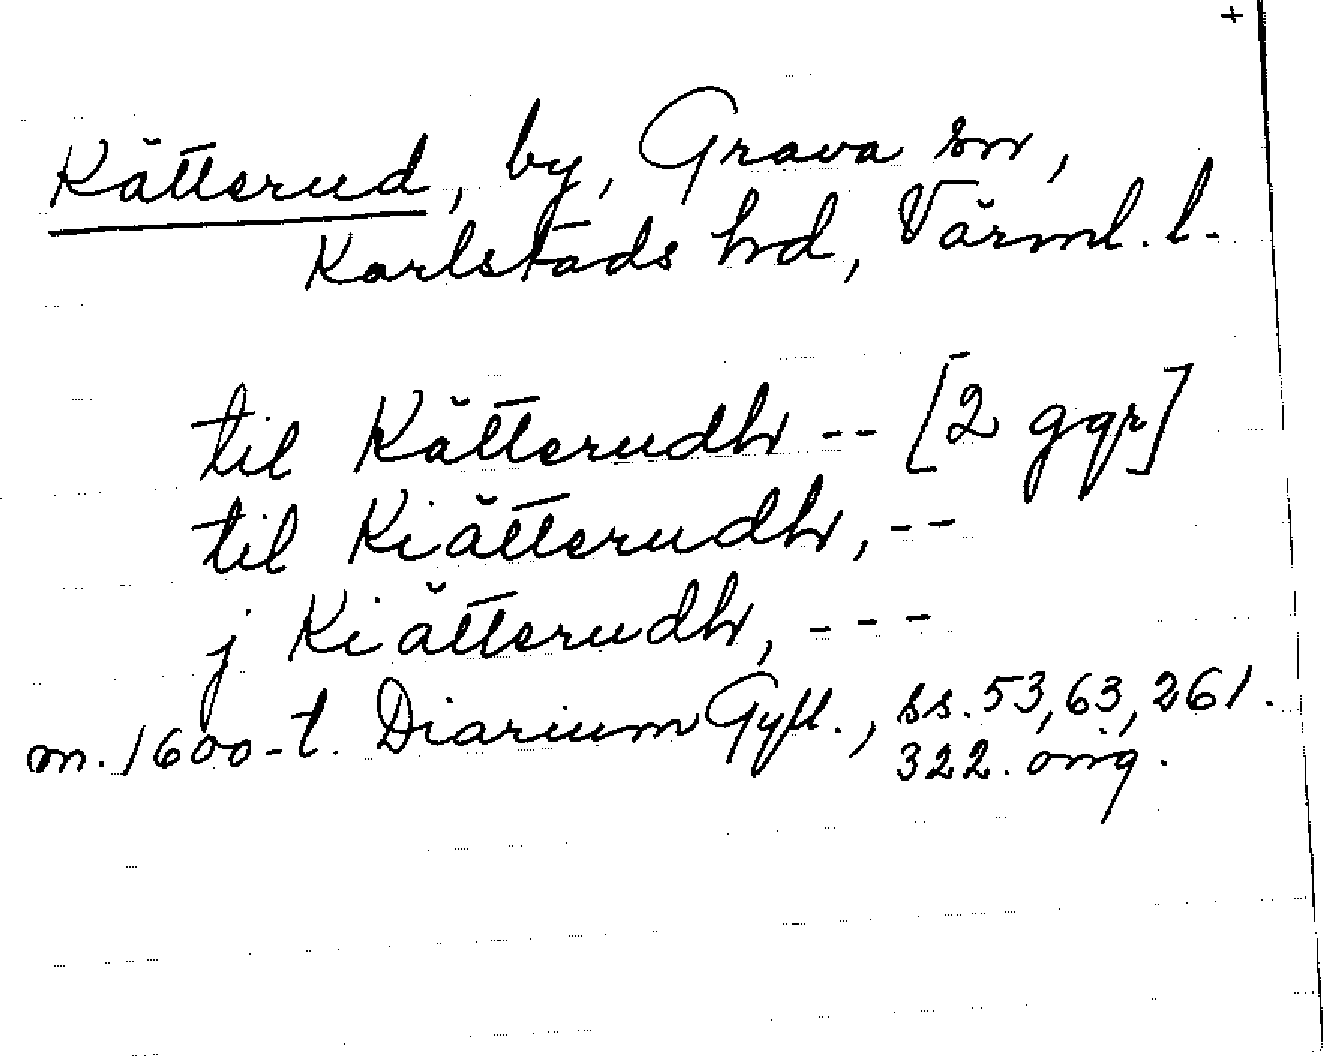 +
Kätterud, by, Grava sn,
Karlstads hd, Värml. l.
til Kätterudh -- [2 ggr]
til Kiätterudh, --
j Kiätterudh, ---
m. 1600-t. Diarium Gyll., ss. 53, 63, 261.
322. orig.